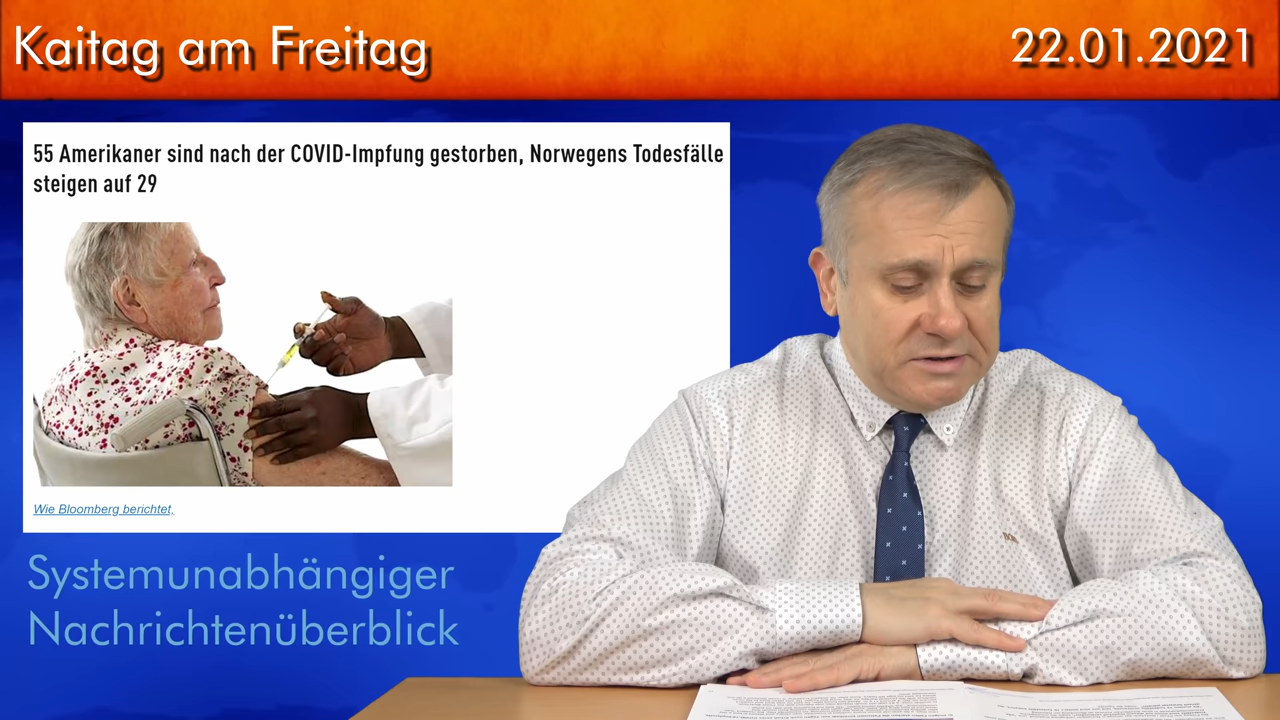 Kaitag am Freitag
22.01.2021
55 Amerikaner sind nach der COVID-Impfung gestorben, Norwegens Todesfälle
steigen auf 29
Wie Bloomberg berichtet,
Systemunabhängiger
Nachrichtenüberblick